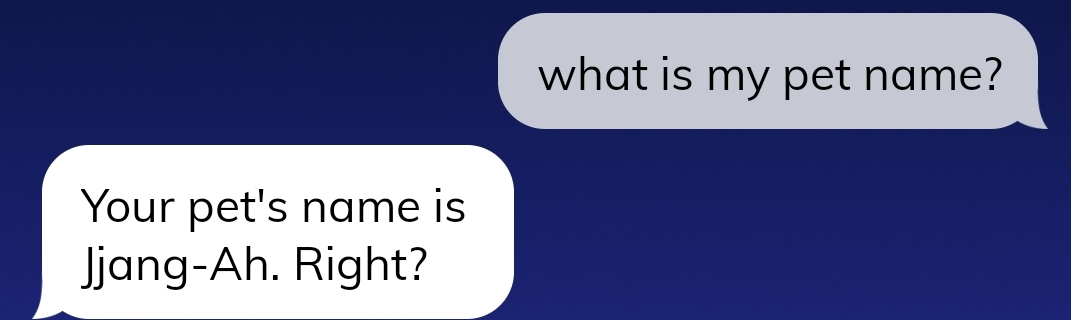 what is my pet name?
Your pet's name is
Jjang-Ah. Right?